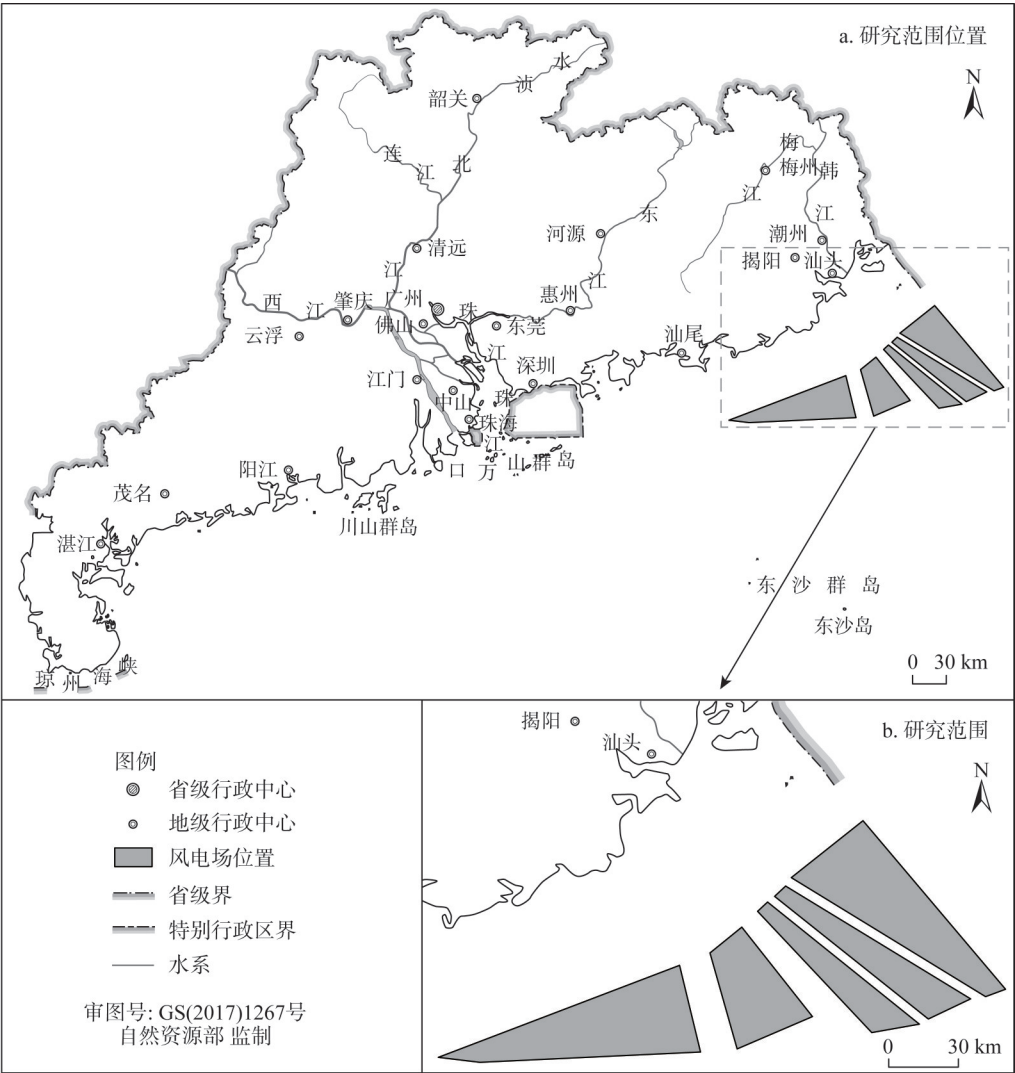 a. 研究范围位置
N
浈水
韶关
连江
北江
梅江
梅州
韩江
东江
河源
潮州
清远
揭阳
汕头
西江
肇庆
广州
珠江
惠州
佛山
东莞
云浮
汕尾
江门
深圳
中山
珠江口
珠海
万山群岛
阳江
茂名
川山群岛
湛江
东沙群岛
东沙岛
琼州海峡
0 30 km
图例
省级行政中心
地级行政中心
风电场位置
省级界
特别行政区界
水系
审图号: GS(2017)1267号
自然资源部 监制
b. 研究范围
揭阳
汕头
N
0 30 km